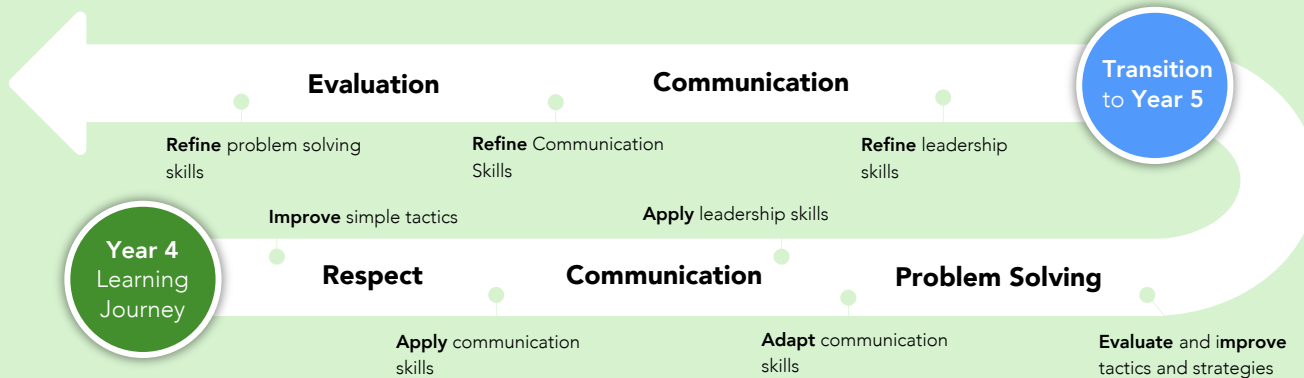 Evaluation
Communication
Transition
to Year 5
Refine problem solving
skills
Refine Communication
Skills
Refine leadership
skills
Improve simple tactics
Apply leadership skills
Year 4
Learning
Journey
Respect
Communication
Problem Solving
Apply communication
skills
Adapt communication
skills
Evaluate and improve
tactics and strategies